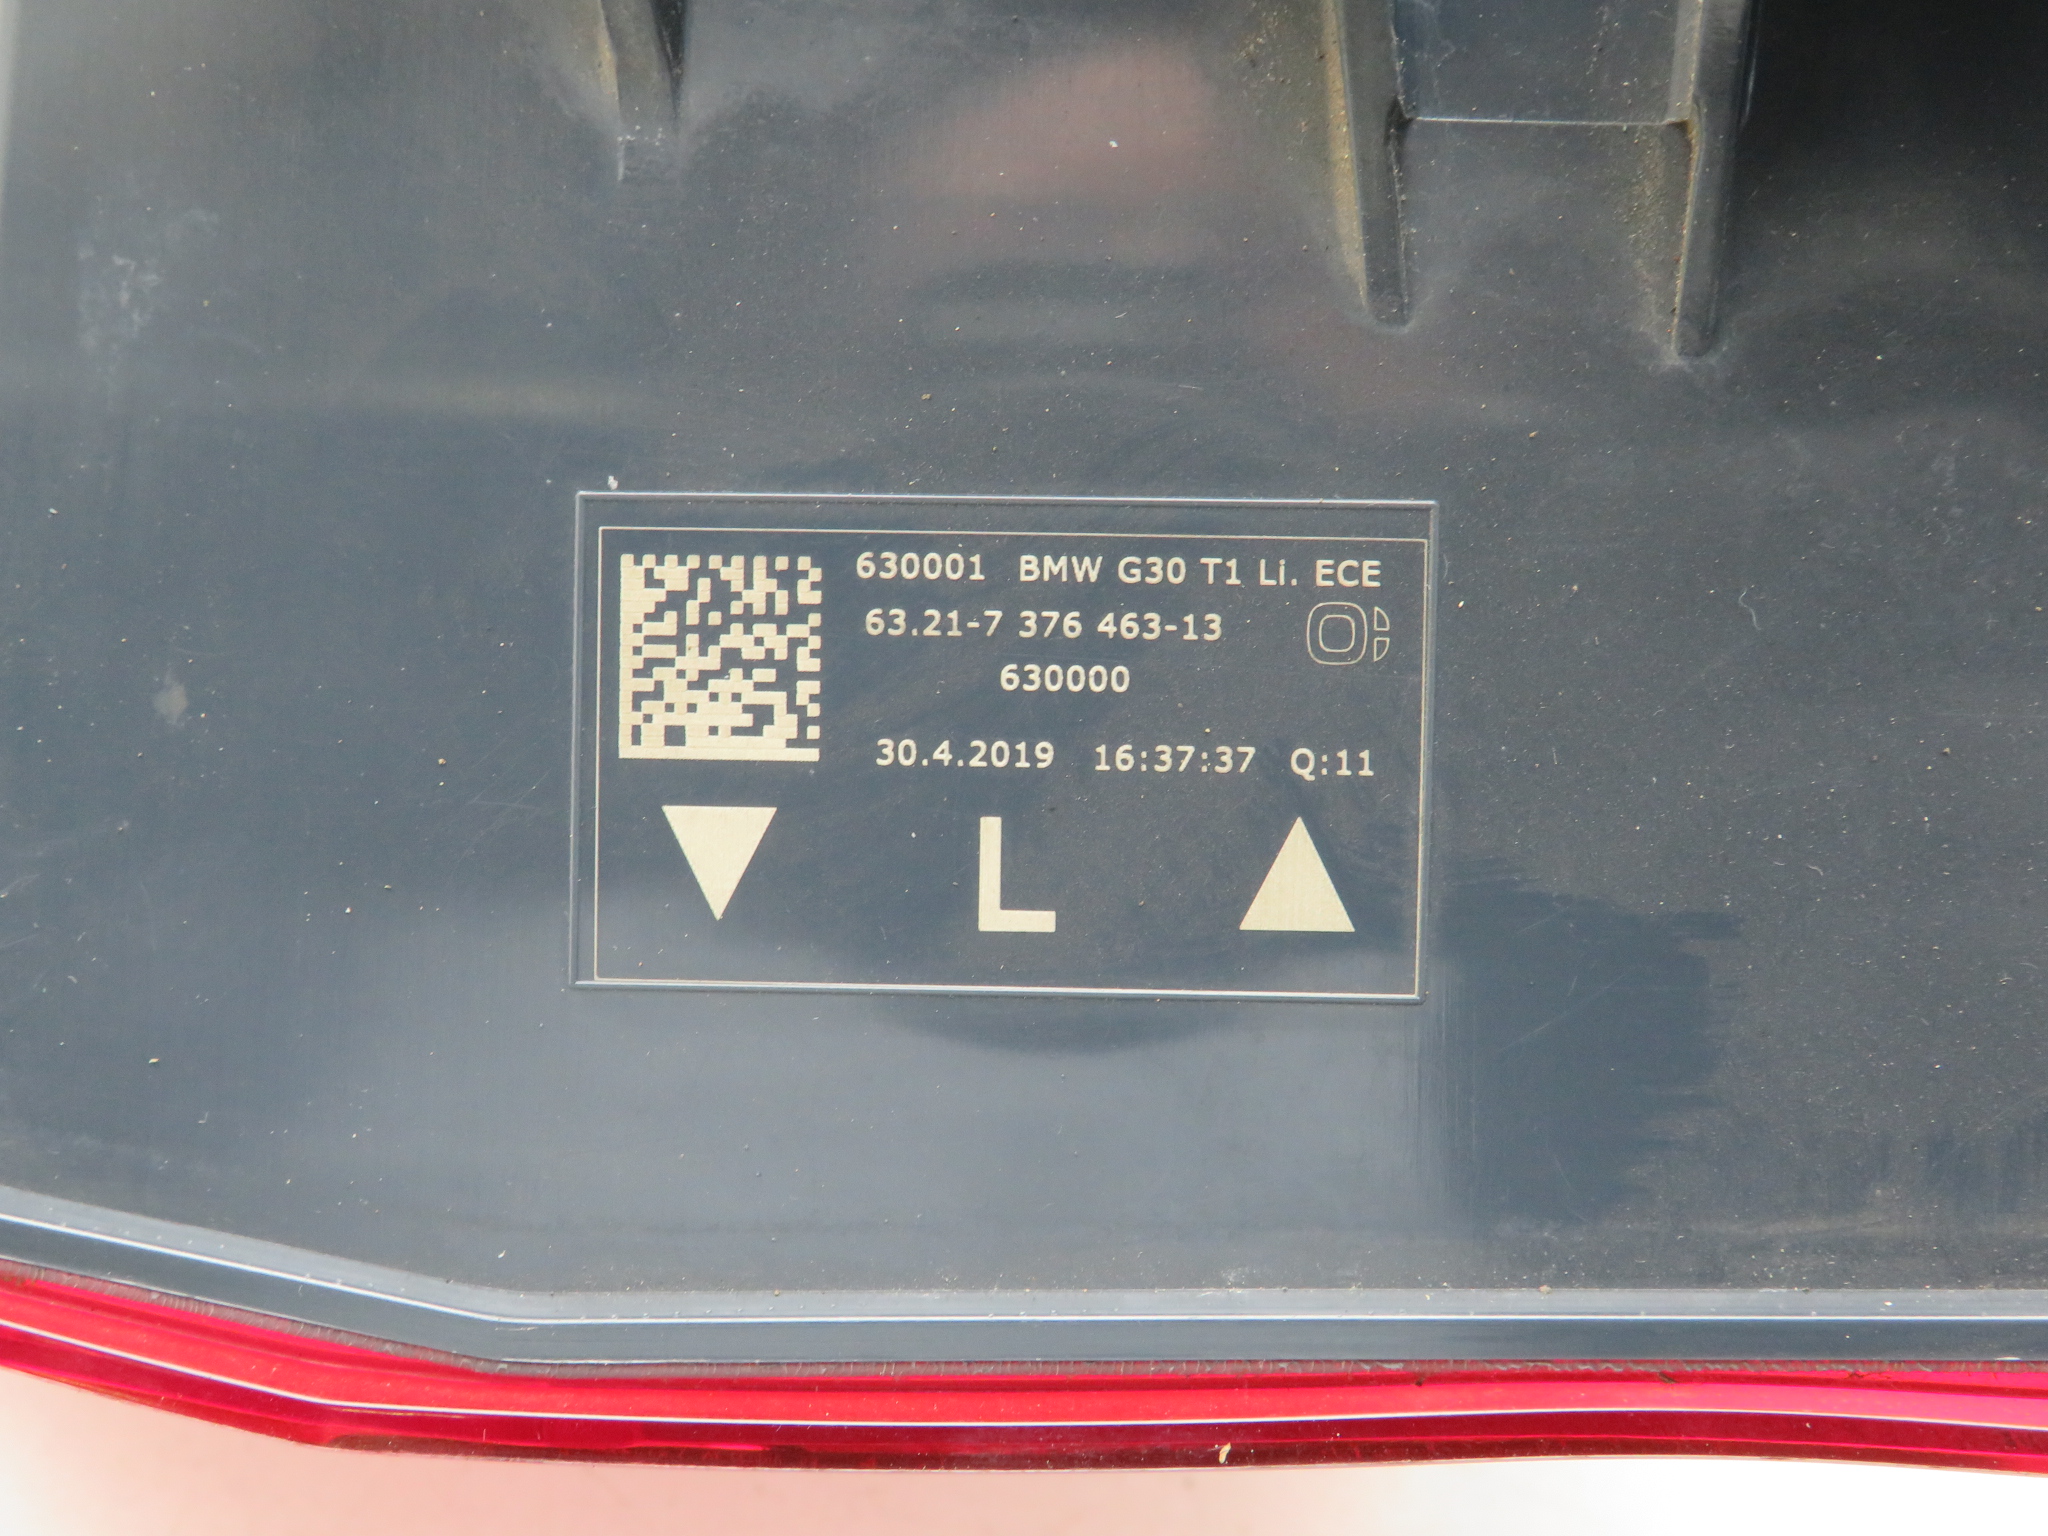 630001 BMW G30 T1 Li. ECE
63.21-7 376 463-13
630000
30.4.2019 16:37:37 Q:11
L